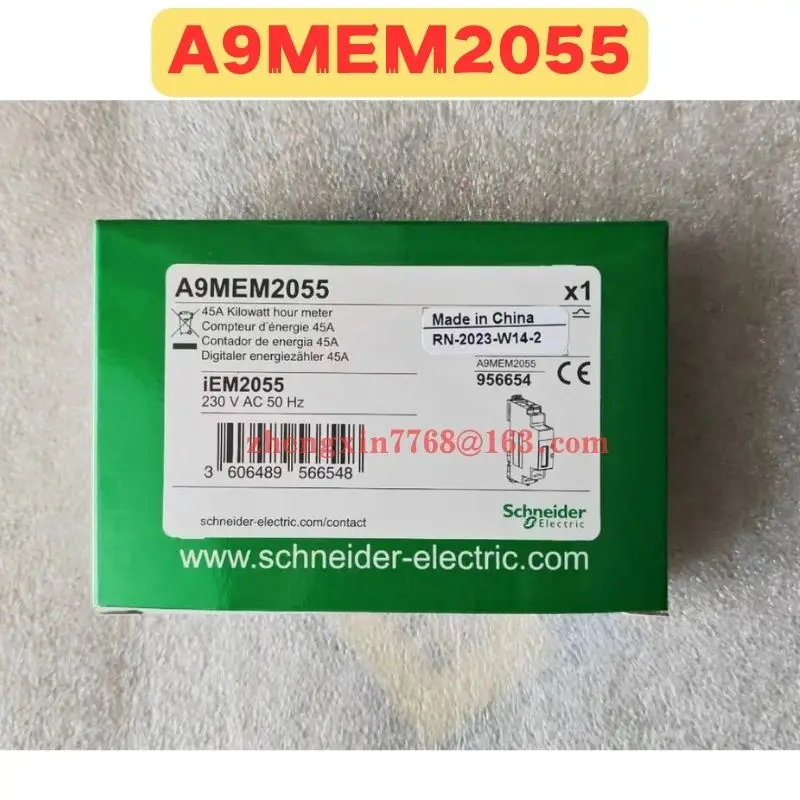 A9MEM2055
A9MEM2055
x1
45A Kilowatt hour meter
Compteur d'énergie 45A
Contador de energia 45A
Digitaler energiezähler 45A
Made in China
RN-2023-W14-2
A9MEM2055
956654
CE
iEM2055
230 V AC 50 Hz
zhengxin7768@163.com
3 606489 566548
schneider-electric.com/contact
Schneider
Electric
www.schneider-electric.com